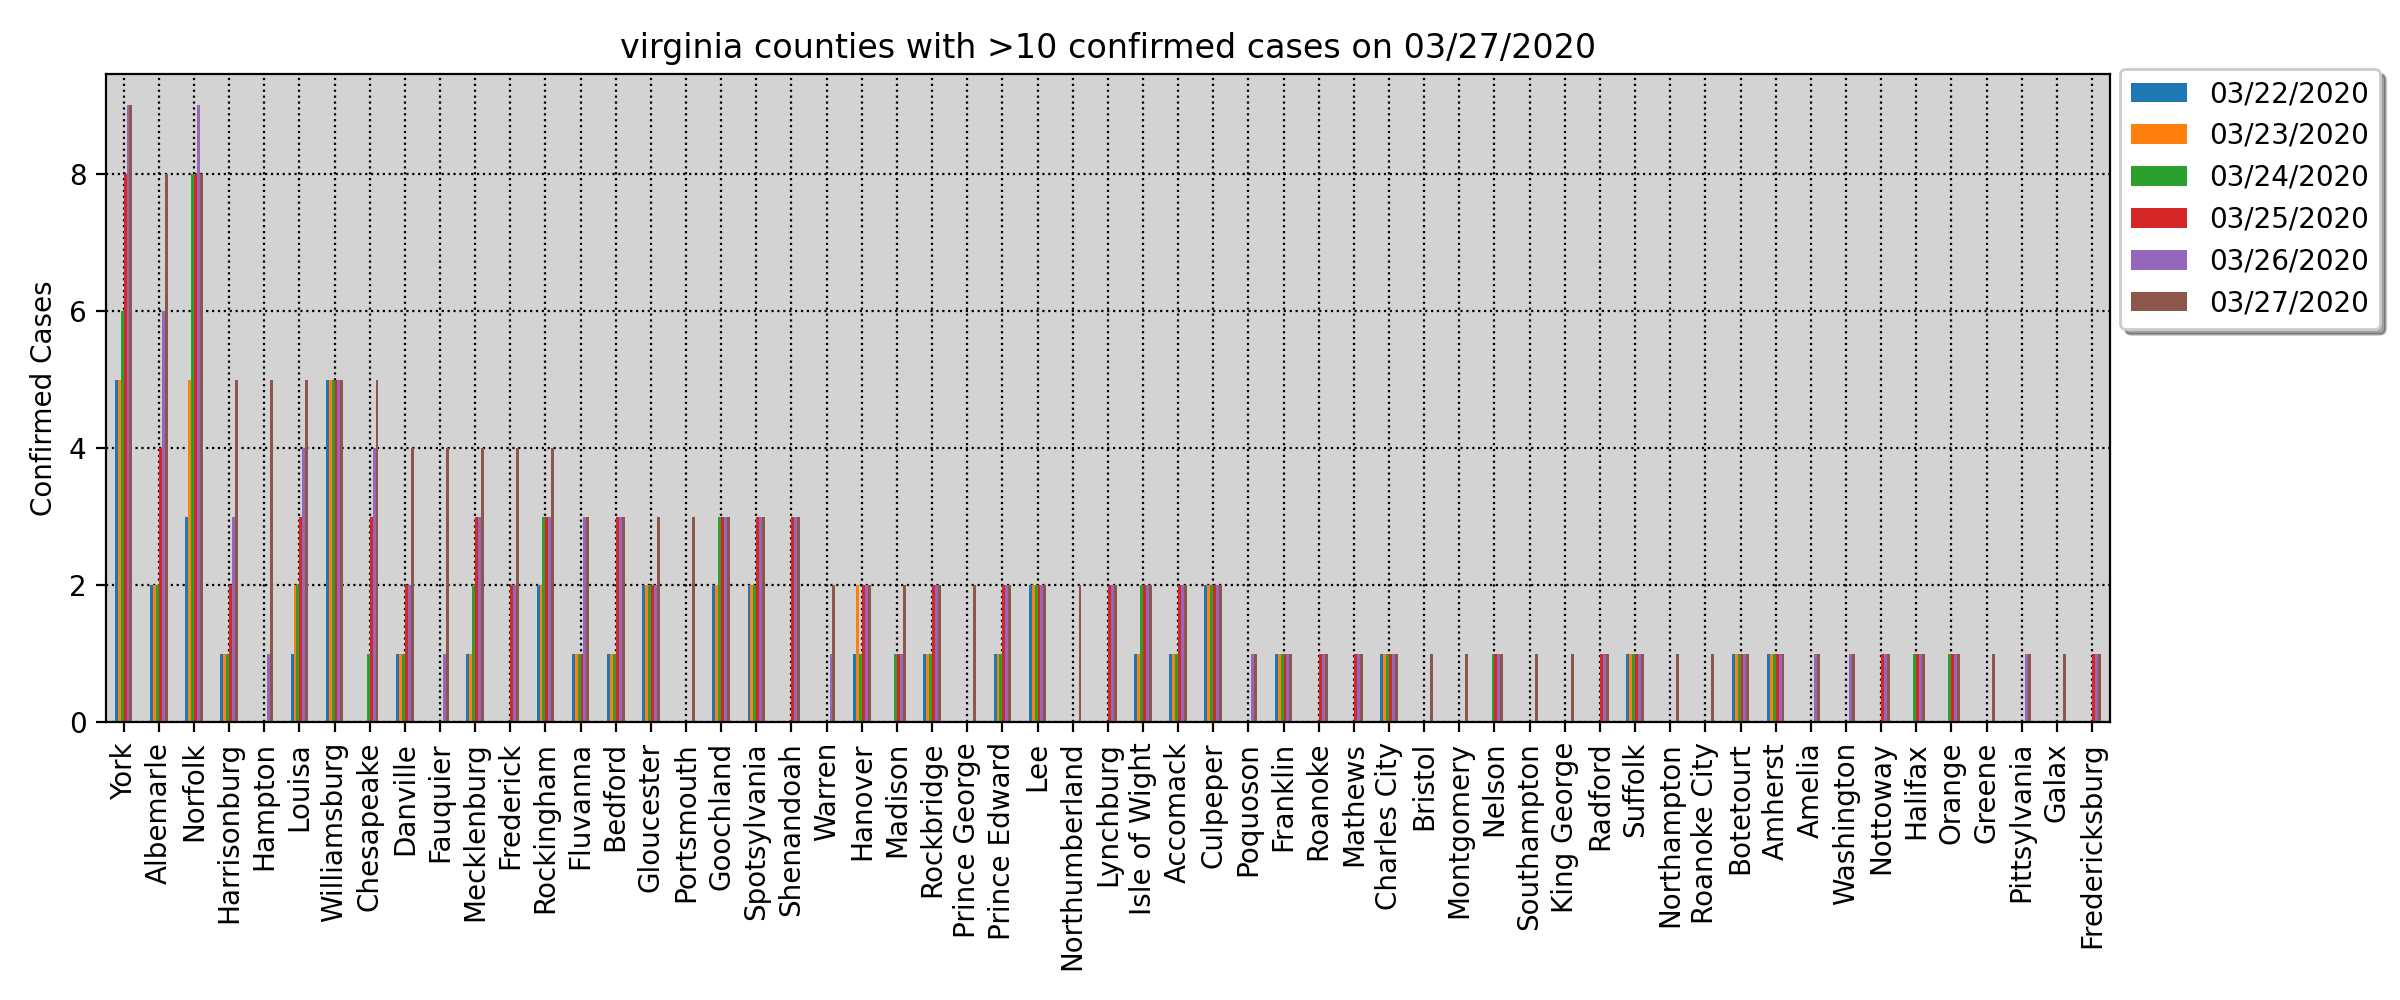 virginia counties with >10 confirmed cases on 03/27/2020
03/22/2020
03/23/2020
03/24/2020
03/25/2020
03/26/2020
03/27/2020
Confirmed Cases
8
6
4
2
0
York
Albemarle
Norfolk
Harrisonburg
Hampton
Louisa
Williamsburg
Chesapeake
Danville
Fauquier
Mecklenburg
Frederick
Rockingham
Fluvanna
Bedford
Gloucester
Portsmouth
Goochland
Spotsylvania
Shenandoah
Warren
Hanover
Madison
Rockbridge
Prince George
Prince Edward
Lee
Northumberland
Lynchburg
Isle of Wight
Accomack
Culpeper
Poquoson
Franklin
Roanoke
Mathews
Charles City
Bristol
Montgomery
Nelson
Southampton
King George
Radford
Suffolk
Northampton
Roanoke City
Botetourt
Amherst
Amelia
Washington
Nottoway
Halifax
Orange
Greene
Pittsylvania
Galax
Fredericksburg